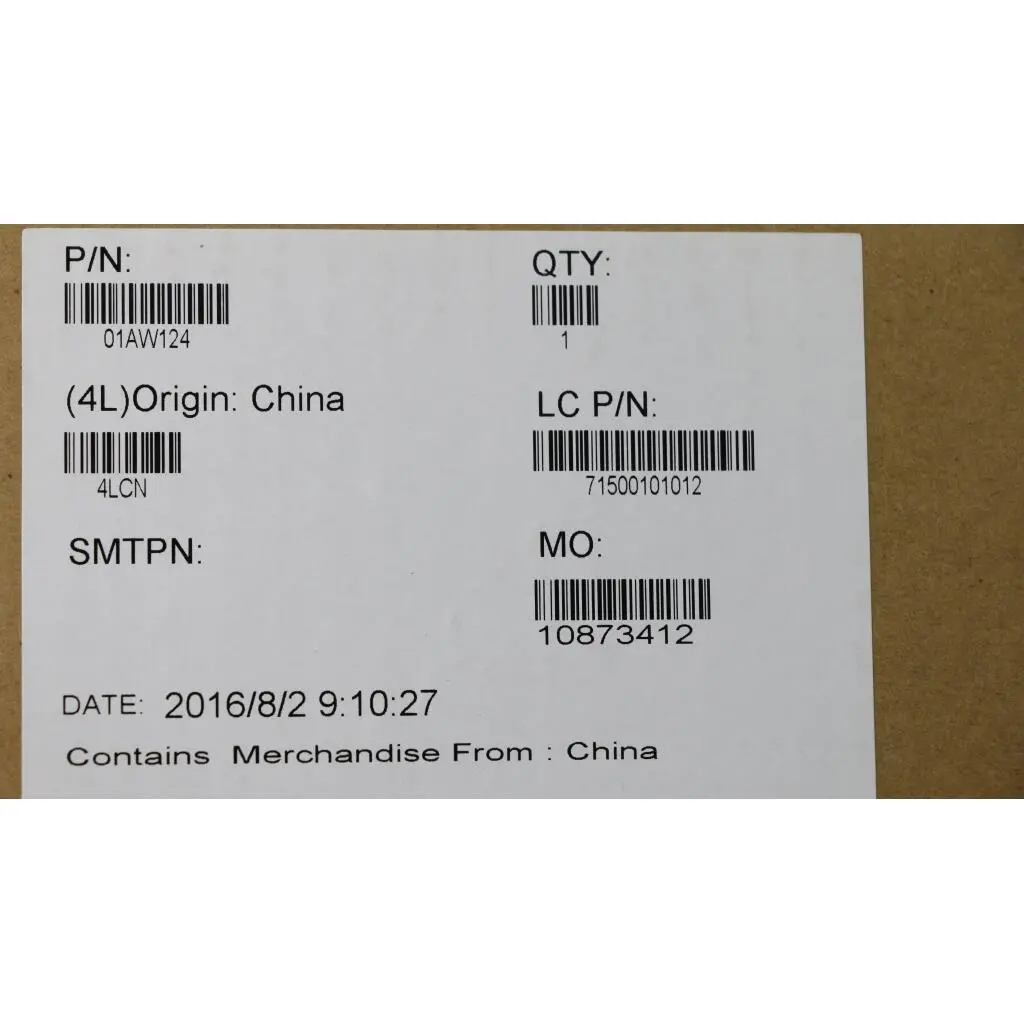 P/N:
QTY:
01AW124
1
(4L)Origin: China
LC P/N:
4LCN
71500101012
SMTPN:
MO:
10873412
DATE: 2016/8/2 9:10:27
Contains Merchandise From : China